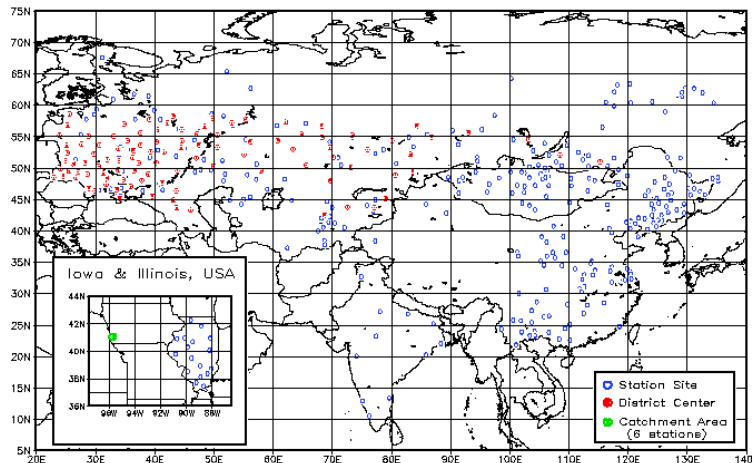 75N
70N
65N
60N
55N
50N
45N
40N
35N
30N
25N
20N
15N
10N
5N
20E 30E 40E 50E 60E 70E 80E 90E 100E 110E 120E 130E 140E
Iowa & Illinois, USA
44N
42N
40N
38N
36N
96W 94W 92W 90W 88W
Station Site
District Center
Catchment Area
(6 stations)